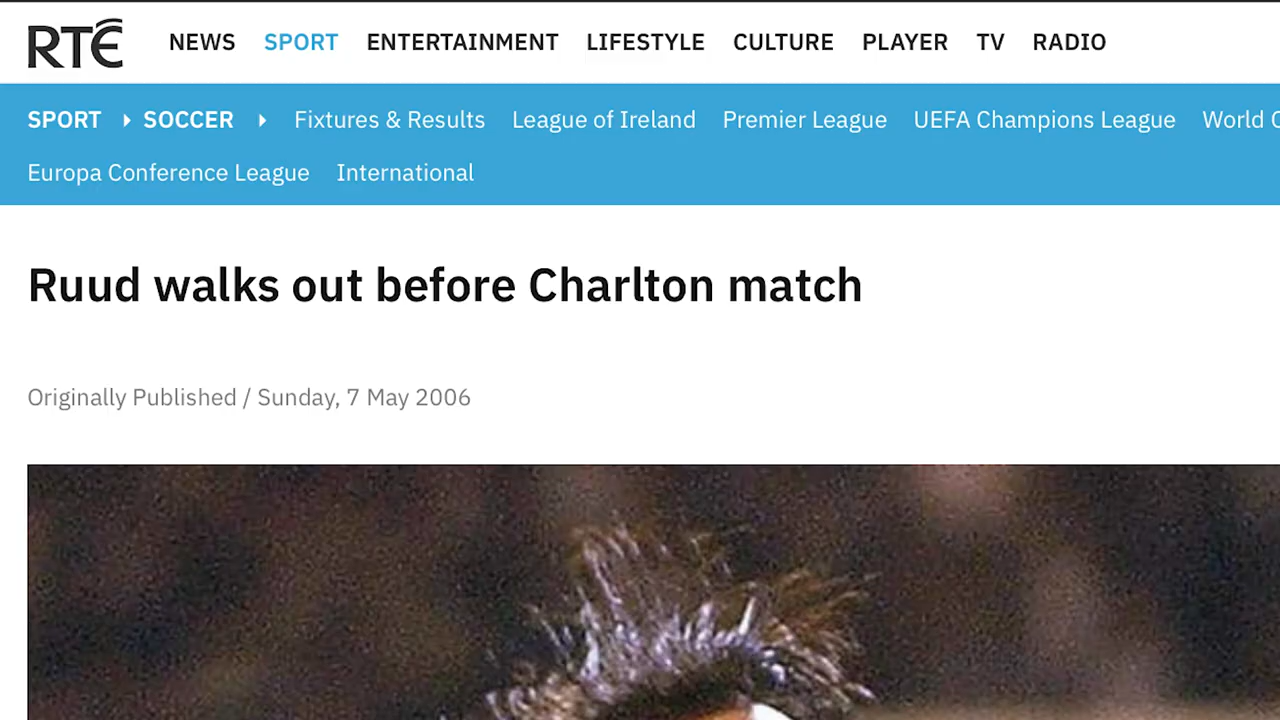 RTÉ NEWS SPORT ENTERTAINMENT LIFESTYLE CULTURE PLAYER TV RADIO
SPORT SOCCER Fixtures & Results League of Ireland Premier League UEFA Champions League World C
Europa Conference League International
Ruud walks out before Charlton match
Originally Published / Sunday, 7 May 2006